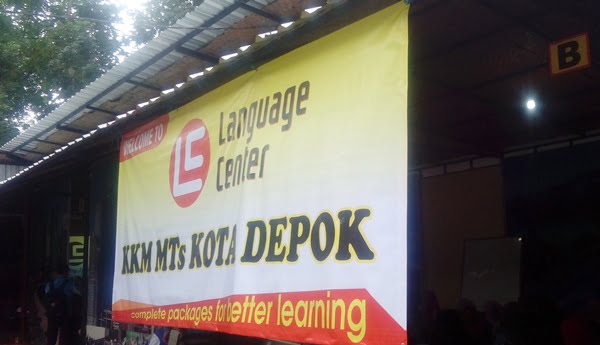 WELCOME TO
LC
Language
Center
KKM MTs KOTA DEPOK
complete packages for better learning
B